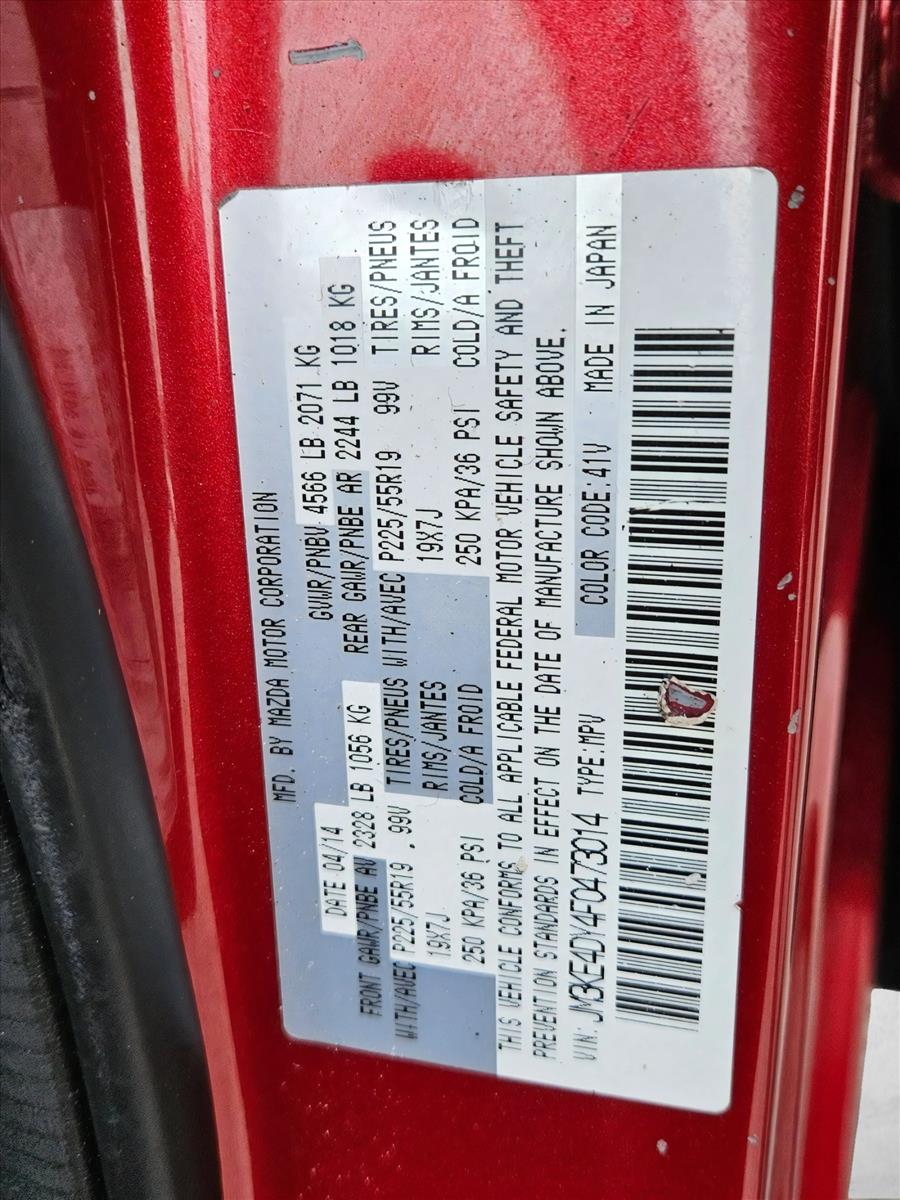 MFD. BY MAZDA MOTOR CORPORATION
DATE 04/14 GVWR/PNBV 4566 LB 2071 KG
FRONT GAWR/PNBE AV 2328 LB 1056 KG REAR GAWR/PNBE AR 2244 LB 1018 KG
WITH/AVEC P225/55R19 , 99V TIRES/PNEUS WITH/AVEC P225/55R19 99V TIRES/PNEUS
19X7J RIMS/JANTES 19X7J RIMS/JANTES
250 KPA/36 PSI COLD/A FROID 250 KPA/36 PSI COLD/A FROID
THIS VEHICLE CONFORMS TO ALL APPLICABLE FEDERAL MOTOR VEHICLE SAFETY AND THEFT
PREVENTION STANDARDS IN EFFECT ON THE DATE OF MANUFACTURE SHOWN ABOVE.
VIN: JM3KE4DY4F0473014 TYPE:MPV COLOR CODE:41V MADE IN JAPAN